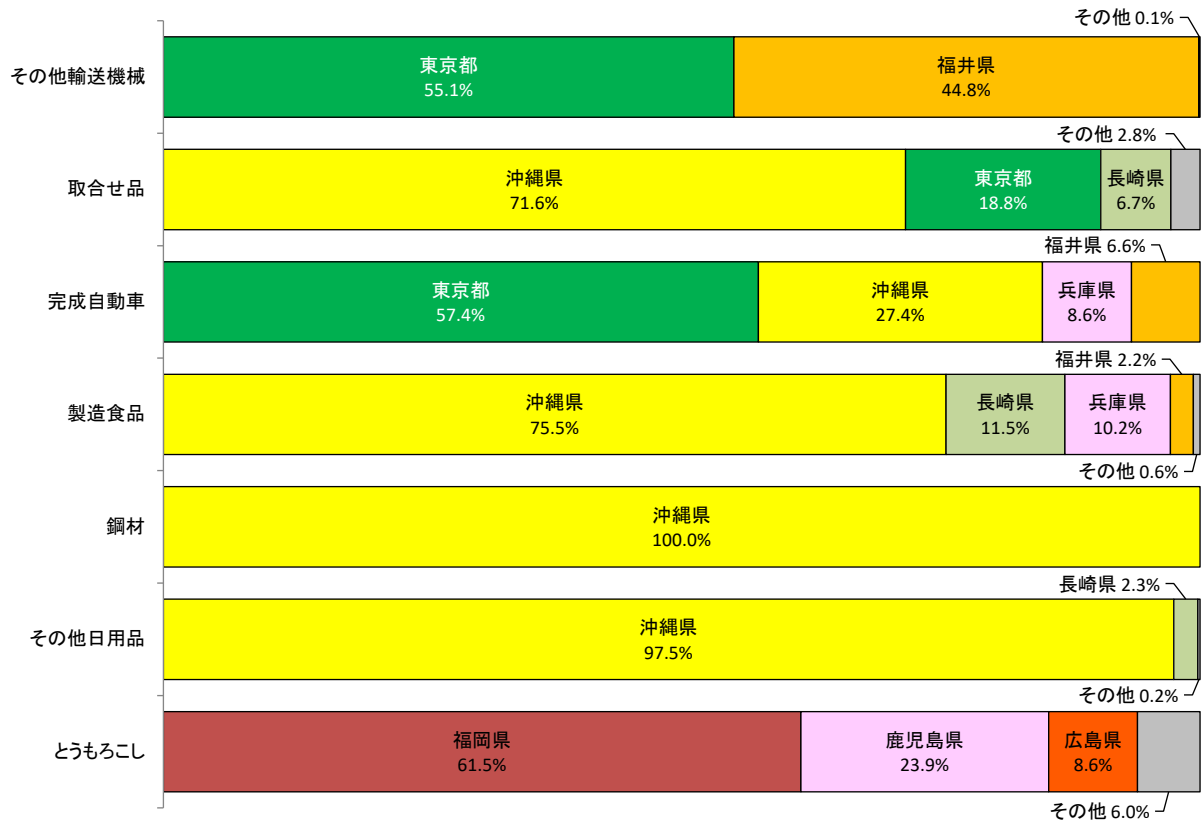 その他 0.1%
その他輸送機械
東京都
55.1%
福井県
44.8%
その他 2.8%
取合せ品
沖縄県
71.6%
東京都
18.8%
長崎県
6.7%
福井県 6.6%
完成自動車
東京都
57.4%
沖縄県
27.4%
兵庫県
8.6%
福井県 2.2%
製造食品
沖縄県
75.5%
長崎県
11.5%
兵庫県
10.2%
その他 0.6%
鋼材
沖縄県
100.0%
長崎県 2.3%
その他日用品
沖縄県
97.5%
その他 0.2%
とうもろこし
福岡県
61.5%
鹿児島県
23.9%
広島県
8.6%
その他 6.0%